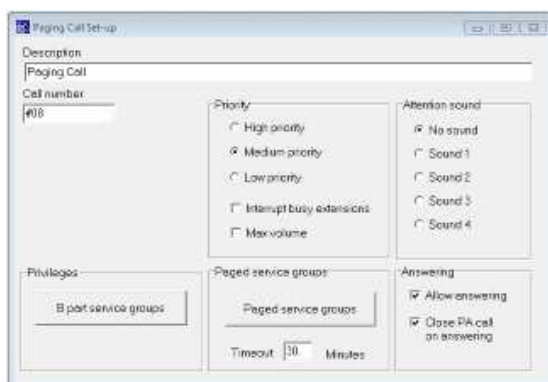 Paging Call Set-up
Description
Paging Call
Call number
#08
Priority
High priority
Medium priority
Low priority
Interrupt busy extensions
Max volume
Attention sound
No sound
Sound 1
Sound 2
Sound 3
Sound 4
Privileges
B part service groups
Paged service groups
Paged service groups
Timeout 30 Minutes
Answering
Allow answering
Close PA call
on answering